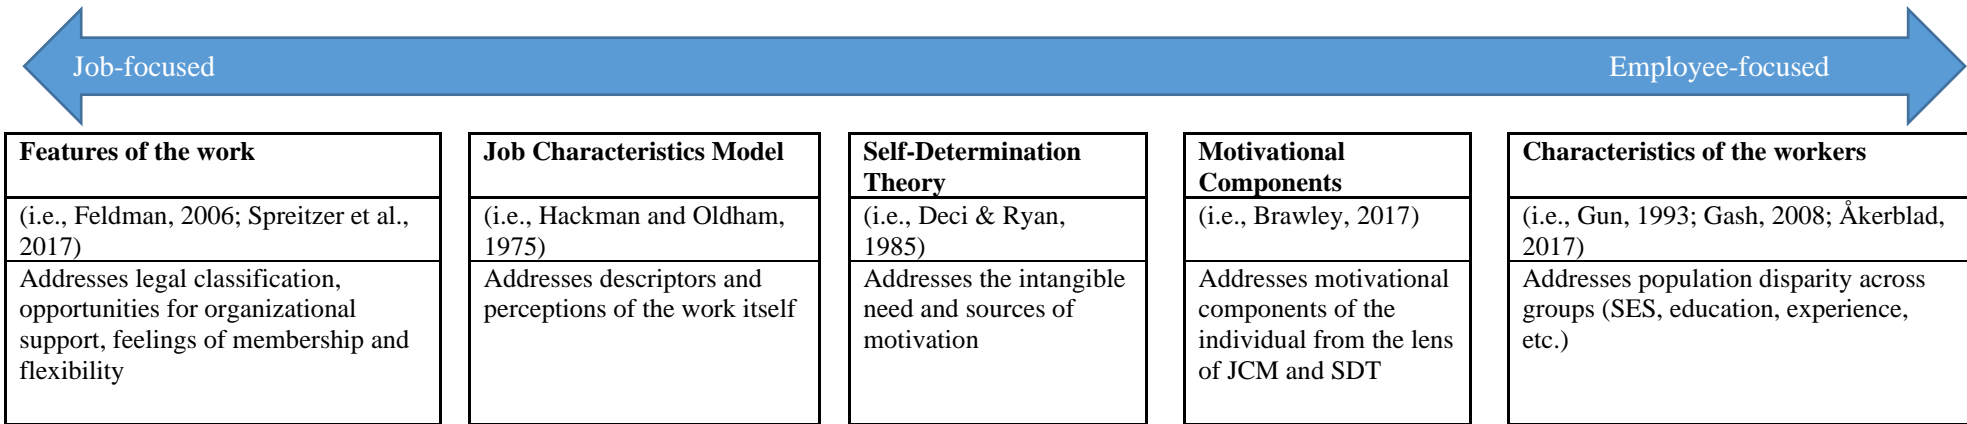 Job-focused
Employee-focused
Features of the work
(i.e., Feldman, 2006; Spreitzer et al.,
2017)
Addresses legal classification,
opportunities for organizational
support, feelings of membership and
flexibility
Job Characteristics Model
(i.e., Hackman and Oldham,
1975)
Addresses descriptors and
perceptions of the work itself
Self-Determination
Theory
(i.e., Deci & Ryan,
1985)
Addresses the intangible
need and sources of
motivation
Motivational
Components
(i.e., Brawley, 2017)
Addresses motivational
components of the
individual from the lens
of JCM and SDT
Characteristics of the workers
(i.e., Gun, 1993; Gash, 2008; Åkerblad,
2017)
Addresses population disparity across
groups (SES, education, experience,
etc.)